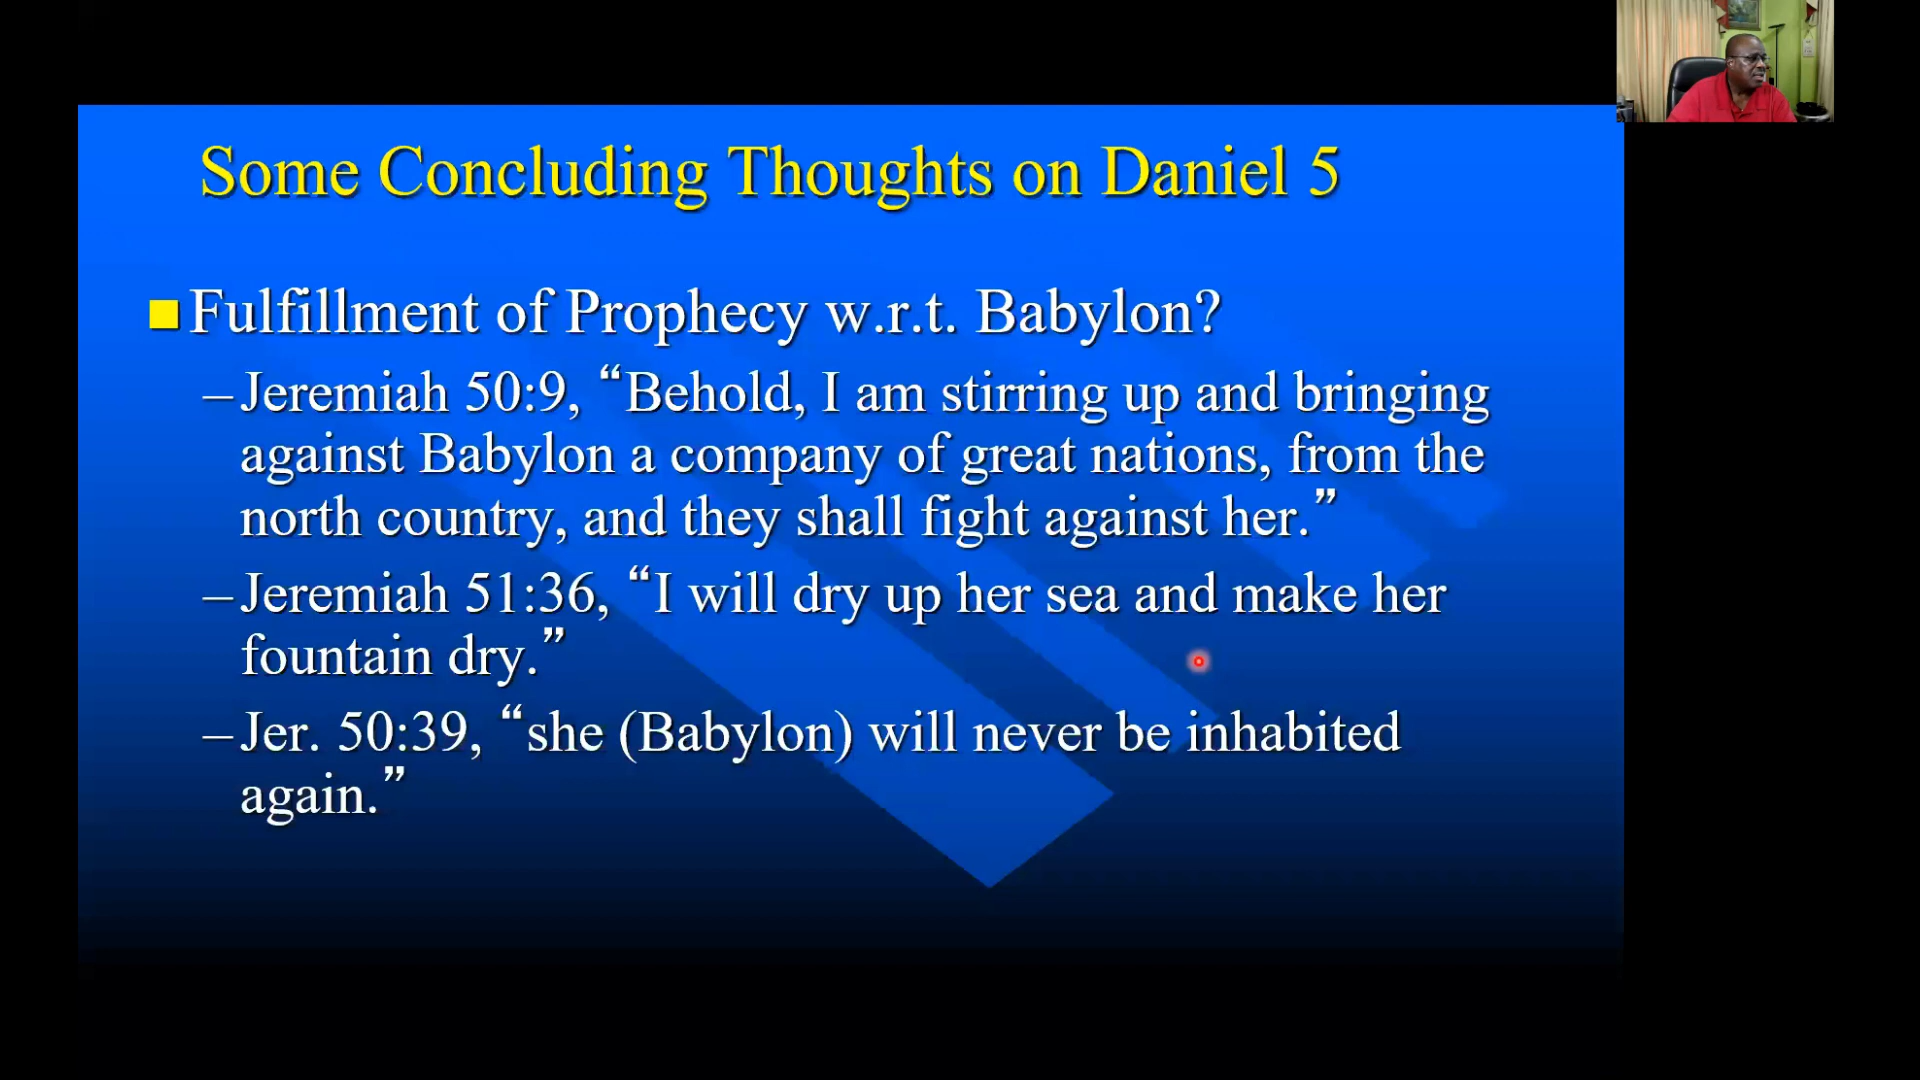 Some Concluding Thoughts on Daniel 5
Fulfillment of Prophecy w.r.t. Babylon?
–Jeremiah 50:9, “Behold, I am stirring up and bringing
against Babylon a company of great nations, from the
north country, and they shall fight against her.”
–Jeremiah 51:36, “I will dry up her sea and make her
fountain dry.”
–Jer. 50:39, “she (Babylon) will never be inhabited
again.”